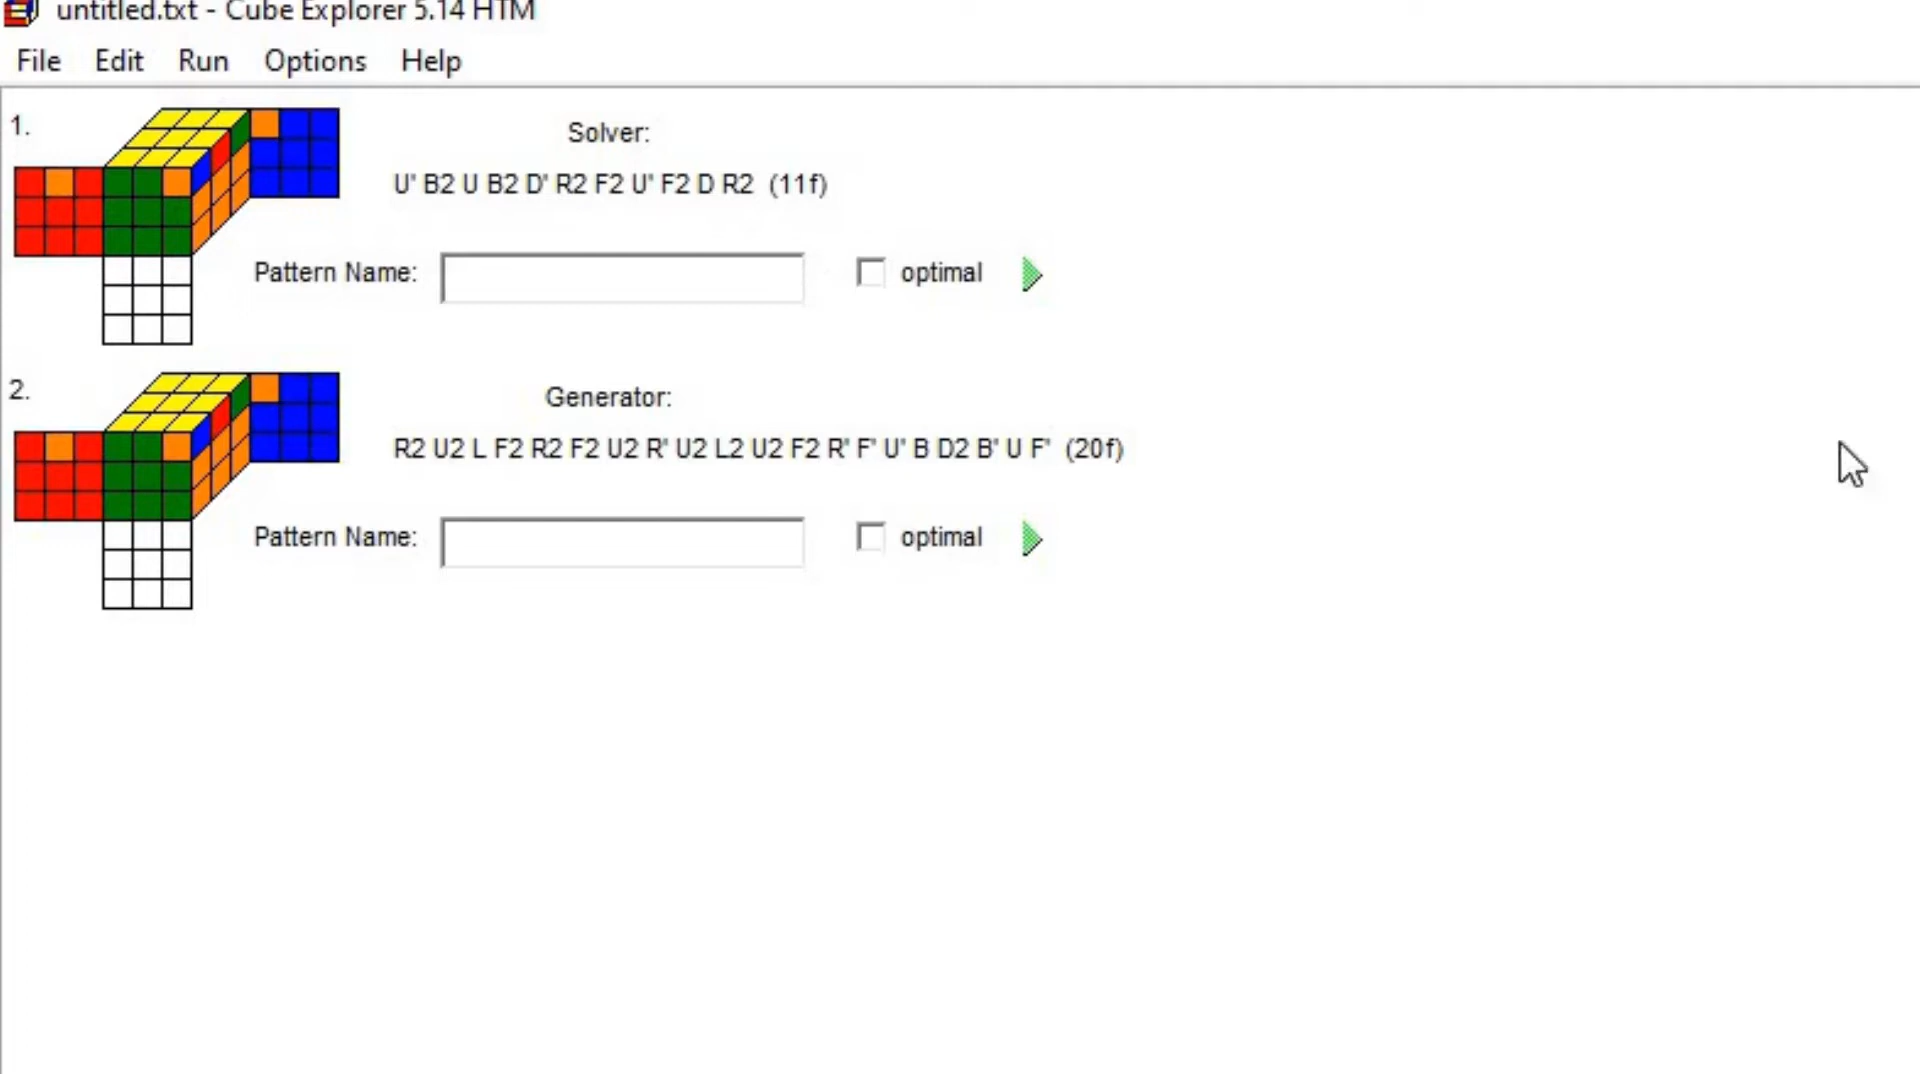 untitled.txt - Cube Explorer 5.14 HTM
File Edit Run Options Help
1.
Solver:
U' B2 U B2 D' R2 F2 U' F2 D R2 (11f)
Pattern Name:
optimal
2.
Generator:
R2 U2 L F2 R2 F2 U2 R' U2 L2 U2 F2 R' F' U' B D2 B' U F' (20f)
Pattern Name:
optimal